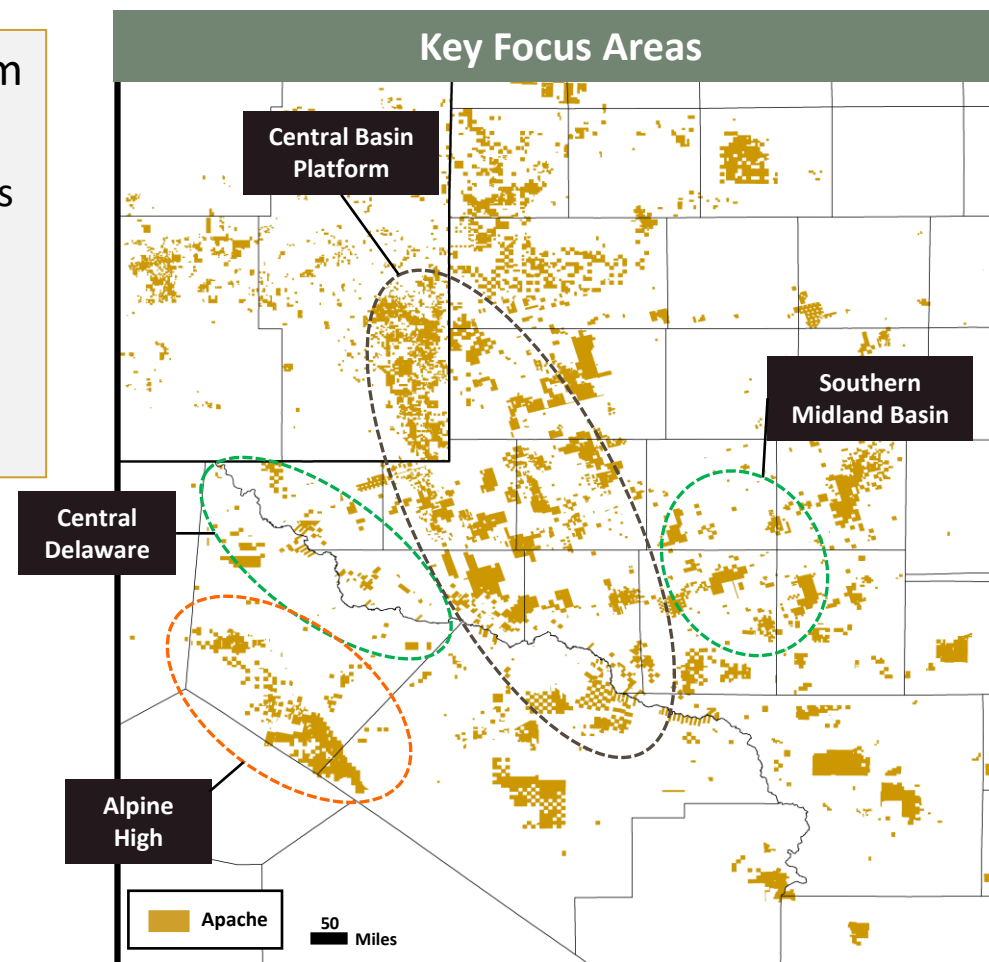 m
s
Key Focus Areas
Central Basin
Platform
Southern
Midland Basin
Central
Delaware
Alpine
High
Apache
50
Miles